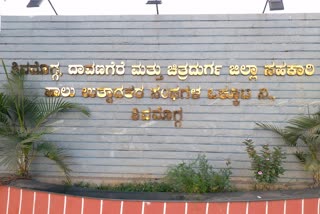 ಶಿವಮೊಗ್ಗ, ದಾವಣಗೆರೆ ಮತ್ತು ಚಿತ್ರದುರ್ಗ ಜಿಲ್ಲಾ ಸಹಕಾರಿ
ಹಾಲು ಉತ್ಪಾದಕರ ಸಂಘಗಳ ಒಕ್ಕೂಟ ನಿ.,
ಶಿವಮೊಗ್ಗ